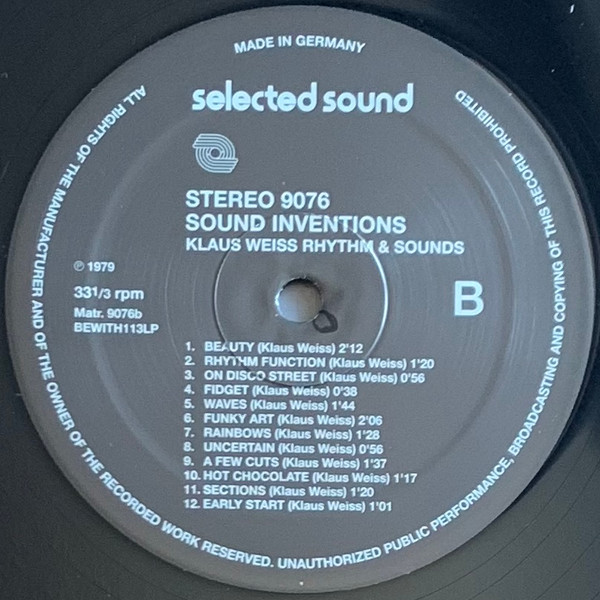 MADE IN GERMANY
selected sound
STEREO 9076
SOUND INVENTIONS
KLAUS WEISS RHYTHM & SOUNDS
℗ 1979
33 1/3 rpm
Matr. 9076b
BEWITH113LP
B
1. BEAUTY (Klaus Weiss) 2'12
2. RHYTHM FUNCTION (Klaus Weiss) 1'20
3. ON DISCO STREET (Klaus Weiss) 0'56
4. FIDGET (Klaus Weiss) 0'38
5. WAVES (Klaus Weiss) 1'44
6. FUNKY ART (Klaus Weiss) 2'06
7. RAINBOWS (Klaus Weiss) 1'28
8. UNCERTAIN (Klaus Weiss) 0'56
9. A FEW CUTS (Klaus Weiss) 1'37
10. HOT CHOCOLATE (Klaus Weiss) 1'17
11. SECTIONS (Klaus Weiss) 1'20
12. EARLY START (Klaus Weiss) 1'01
ALL RIGHTS OF THE MANUFACTURER AND OF THE OWNER OF THE RECORDED WORK RESERVED. UNAUTHORIZED PUBLIC PERFORMANCE, BROADCASTING AND COPYING OF THIS RECORD PROHIBITED